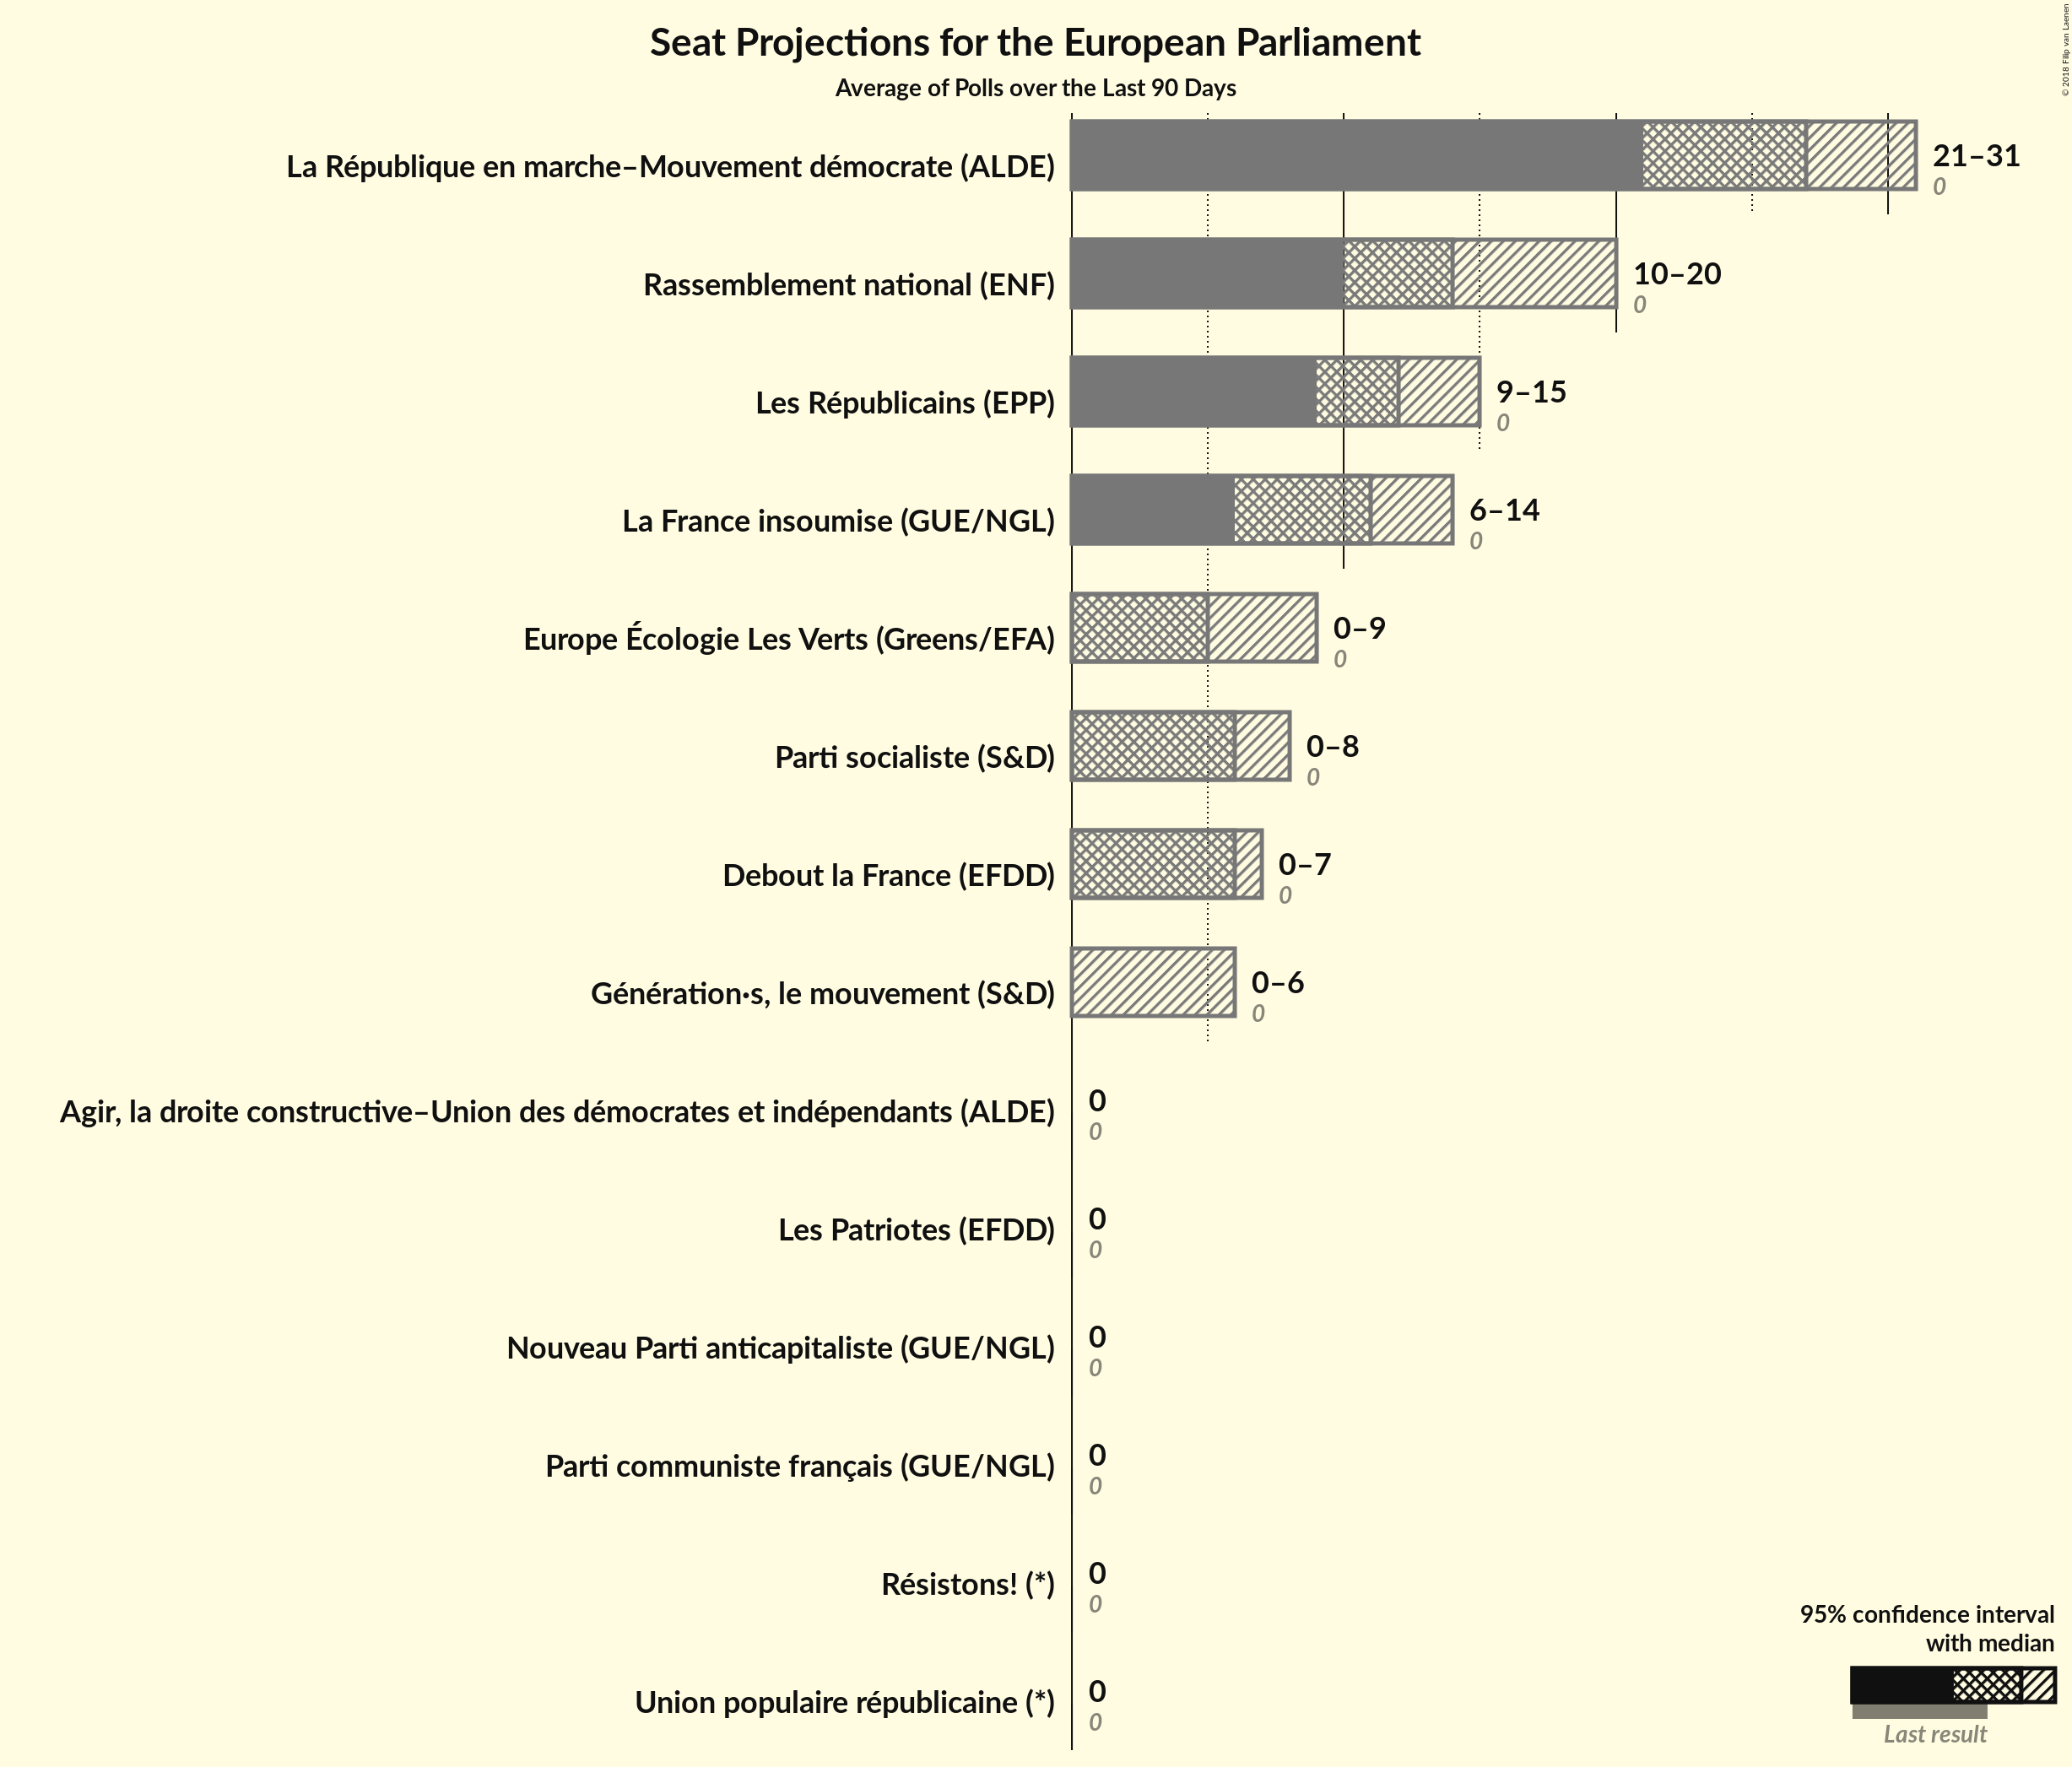 Seat Projections for the European Parliament
Average of Polls over the Last 90 Days
© 2018 Filip van Laenen
La République en marche–Mouvement démocrate (ALDE)
21–31
0
Rassemblement national (ENF)
10–20
0
Les Républicains (EPP)
9–15
0
La France insoumise (GUE/NGL)
6–14
0
Europe Écologie Les Verts (Greens/EFA)
0–9
0
Parti socialiste (S&D)
0–8
0
Debout la France (EFDD)
0–7
0
Génération·s, le mouvement (S&D)
0–6
0
Agir, la droite constructive–Union des démocrates et indépendants (ALDE)
0
0
Les Patriotes (EFDD)
0
0
Nouveau Parti anticapitaliste (GUE/NGL)
0
0
Parti communiste français (GUE/NGL)
0
0
Résistons! (*)
0
0
Union populaire républicaine (*)
0
0
95% confidence interval
with median
Last result